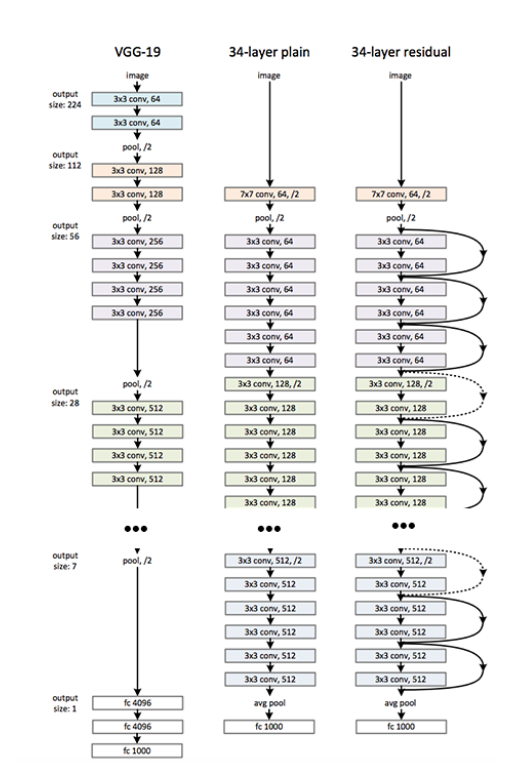 VGG-19
34-layer plain
34-layer residual
image
image
image
output
size: 224
3x3 conv, 64
3x3 conv, 64
pool, /2
output
size: 112
3x3 conv, 128
3x3 conv, 128
7x7 conv, 64, /2
7x7 conv, 64, /2
pool, /2
pool, /2
pool, /2
output
size: 56
3x3 conv, 256
3x3 conv, 64
3x3 conv, 64
3x3 conv, 256
3x3 conv, 64
3x3 conv, 64
3x3 conv, 256
3x3 conv, 64
3x3 conv, 64
3x3 conv, 256
3x3 conv, 64
3x3 conv, 64
3x3 conv, 64
3x3 conv, 64
3x3 conv, 64
3x3 conv, 64
pool, /2
3x3 conv, 128, /2
3x3 conv, 128, /2
output
size: 28
3x3 conv, 512
3x3 conv, 128
3x3 conv, 128
3x3 conv, 512
3x3 conv, 128
3x3 conv, 128
3x3 conv, 512
3x3 conv, 128
3x3 conv, 128
3x3 conv, 512
3x3 conv, 128
3x3 conv, 128
3x3 conv, 128
3x3 conv, 128
•••
•••
•••
output
size: 7
pool, /2
3x3 conv, 512, /2
3x3 conv, 512, /2
3x3 conv, 512
3x3 conv, 512
3x3 conv, 512
3x3 conv, 512
3x3 conv, 512
3x3 conv, 512
3x3 conv, 512
3x3 conv, 512
3x3 conv, 512
3x3 conv, 512
output
size: 1
fc 4096
avg pool
avg pool
fc 4096
fc 1000
fc 1000
fc 1000